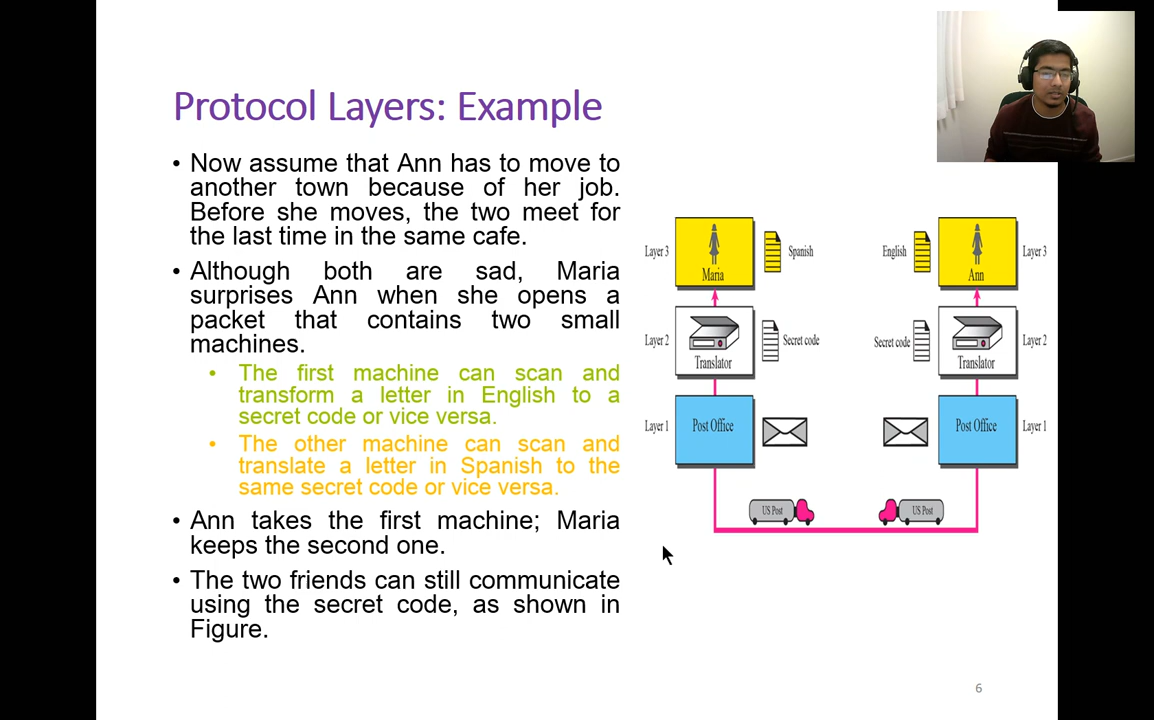 Protocol Layers: Example
• Now assume that Ann has to move to
another town because of her job.
Before she moves, the two meet for
the last time in the same cafe.
• Although both are sad, Maria
surprises Ann when she opens a
packet that contains two small
machines.
• The first machine can scan and
transform a letter in English to a
secret code or vice versa.
• The other machine can scan and
translate a letter in Spanish to the
same secret code or vice versa.
• Ann takes the first machine; Maria
keeps the second one.
• The two friends can still communicate
using the secret code, as shown in
Figure.
Layer 3 Maria Spanish English Ann Layer 3
Layer 2 Translator Secret code Secret code Translator Layer 2
Layer 1 Post Office Post Office Layer 1
US Post US Post
6